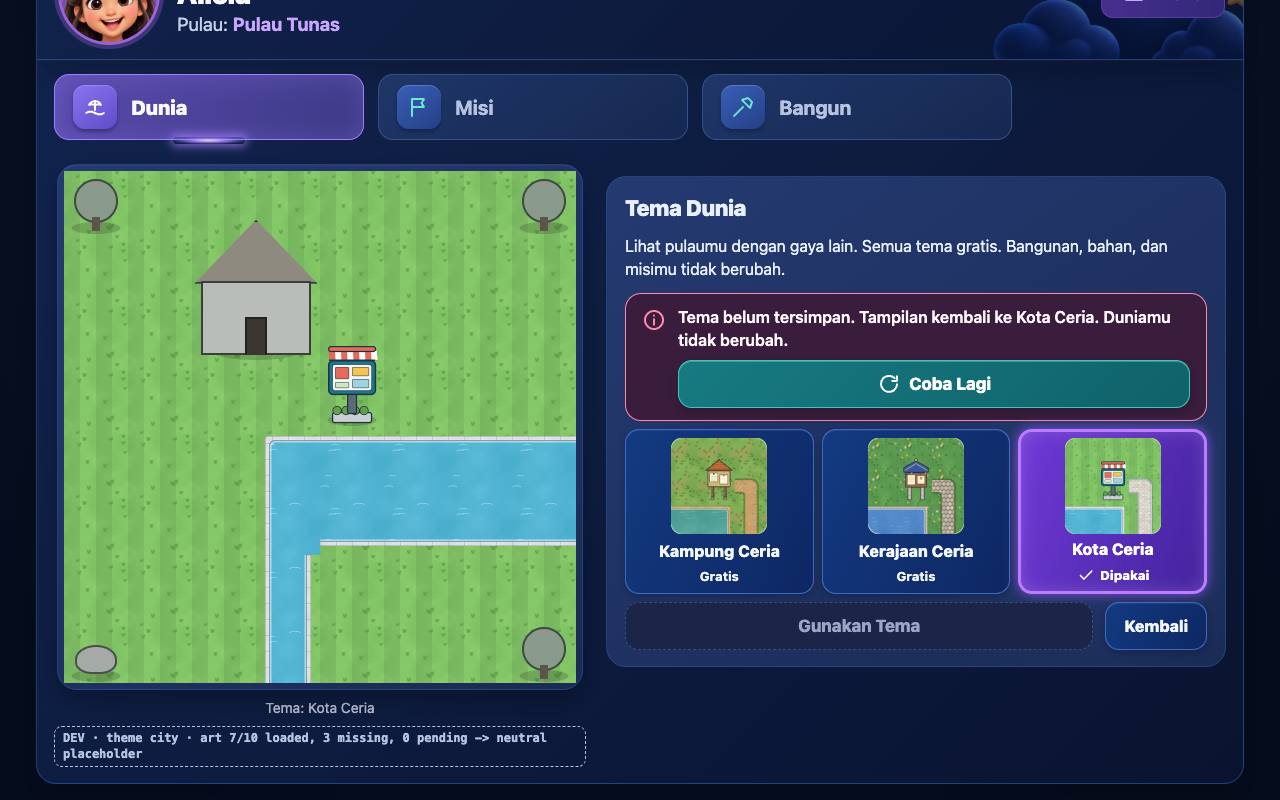 Pulau: Pulau Tunas
Dunia
Misi
Bangun
Tema Dunia
Lihat pulaumu dengan gaya lain. Semua tema gratis. Bangunan, bahan, dan
misimu tidak berubah.
Tema belum tersimpan. Tampilan kembali ke Kota Ceria. Duniamu
tidak berubah.
Coba Lagi
Kampung Ceria
Gratis
Kerajaan Ceria
Gratis
Kota Ceria
Dipakai
Gunakan Tema
Kembali
Tema: Kota Ceria
DEV · theme city · art 7/10 loaded, 3 missing, 0 pending —> neutral
placeholder